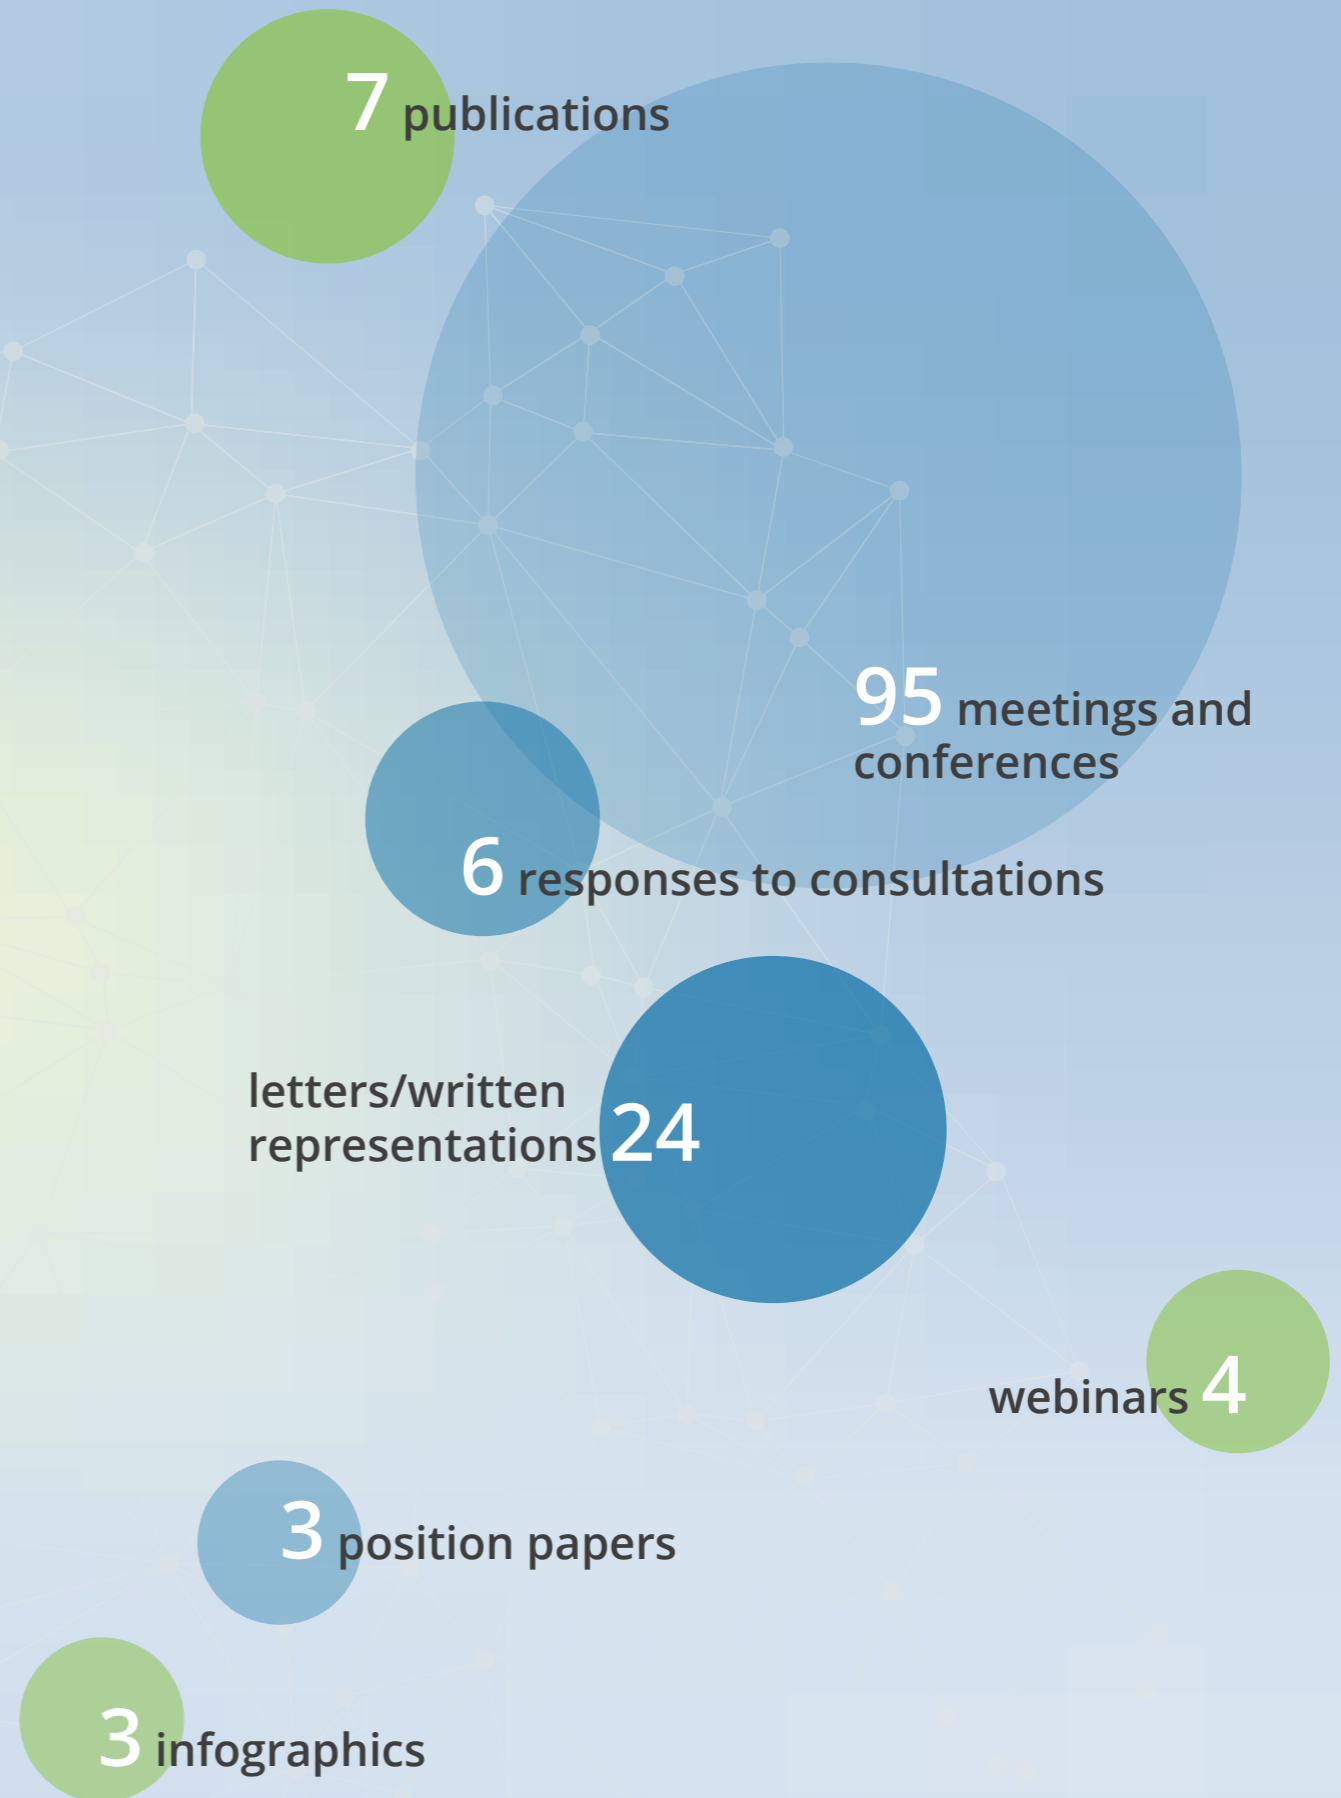 7 publications
95 meetings and
conferences
6 responses to consultations
letters/written
representations 24
webinars 4
3 position papers
3 infographics